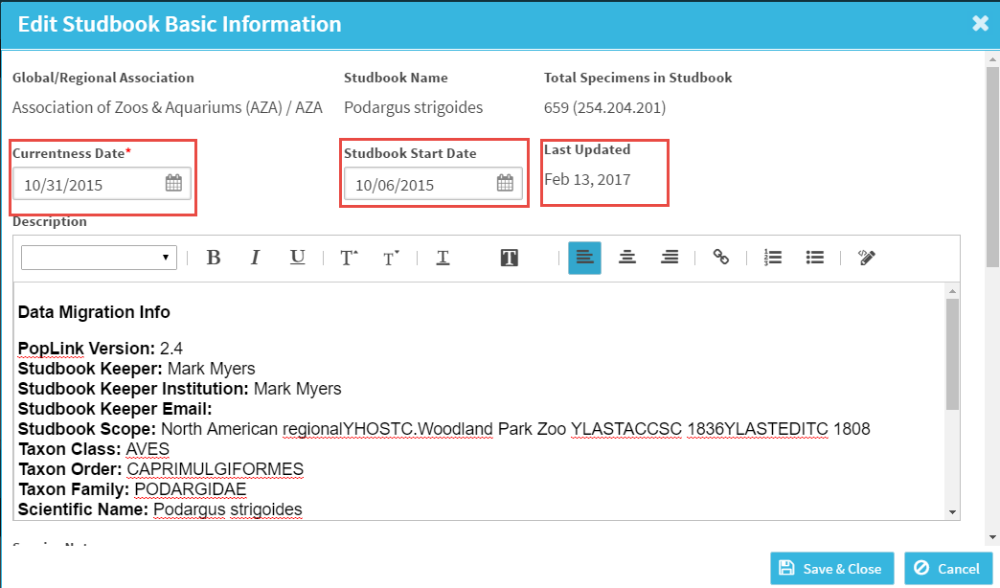 Edit Studbook Basic Information
Global/Regional Association Studbook Name Total Specimens in Studbook
Association of Zoos & Aquariums (AZA) / AZA Podargus strigoides 659 (254.204.201)
Currentness Date* Studbook Start Date Last Updated
10/31/2015 10/06/2015 Feb 13, 2017
Description
B I U T T T T
Data Migration Info
PopLink Version: 2.4
Studbook Keeper: Mark Myers
Studbook Keeper Institution: Mark Myers
Studbook Keeper Email:
Studbook Scope: North American regionalYHOSTC.Woodland Park Zoo YLASTACCSC 1836YLASTEDITC 1808
Taxon Class: AVES
Taxon Order: CAPRIMULGIFORMES
Taxon Family: PODARGIDAE
Scientific Name: Podargus strigoides
Save & Close Cancel